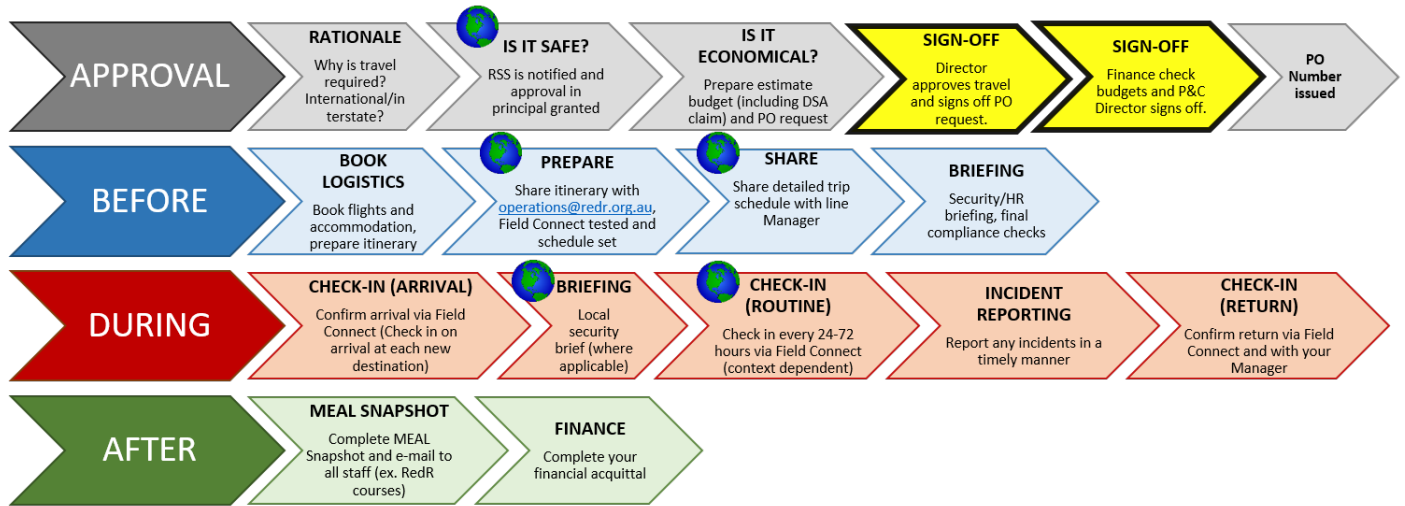 APPROVAL
RATIONALE
Why is travel
required?
International/in
terstate?
IS IT SAFE?
RSS is notified and
approval in
principal granted
IS IT
ECONOMICAL?
Prepare estimate
budget (including DSA
claim) and PO request
SIGN-OFF
Director
approves travel
and signs off PO
request.
SIGN-OFF
Finance check
budgets and P&C
Director signs off.
PO
Number
issued
BEFORE
BOOK
LOGISTICS
Book flights and
accommodation,
prepare itinerary
PREPARE
Share itinerary with
operations@redr.org.au,
Field Connect tested and
schedule set
SHARE
Share detailed trip
schedule with line
Manager
BRIEFING
Security/HR
briefing, final
compliance checks
DURING
CHECK-IN (ARRIVAL)
Confirm arrival via Field
Connect (Check in on
arrival at each new
destination)
BRIEFING
Local
security
brief (where
applicable)
CHECK-IN
(ROUTINE)
Check in every 24-72
hours via Field Connect
(context dependent)
INCIDENT
REPORTING
Report any incidents in a
timely manner
CHECK-IN
(RETURN)
Confirm return via Field
Connect and with your
Manager
AFTER
MEAL SNAPSHOT
Complete MEAL
Snapshot and e-mail to
all staff (ex. RedR
courses)
FINANCE
Complete your
financial acquittal